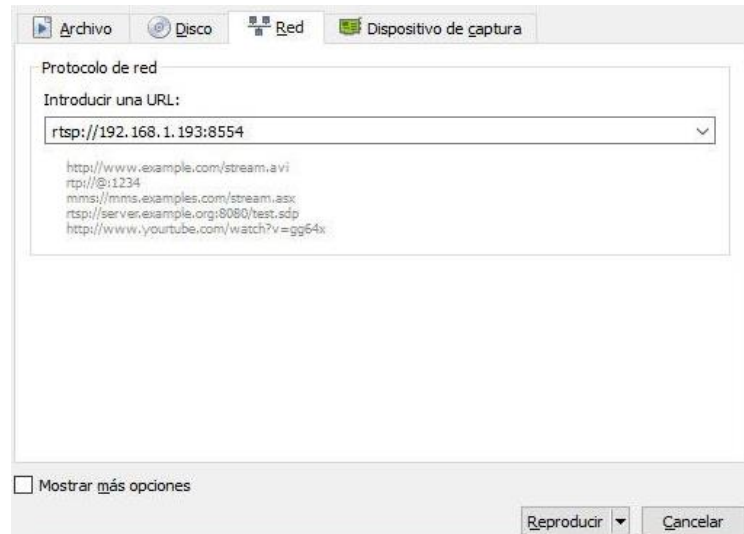 Archivo Disco Red Dispositivo de captura
Protocolo de red
Introducir una URL:
rtsp://192.168.1.193:8554
http://www.example.com/stream.avi
rtp://@:1234
mms://mms.examples.com/stream.asx
rtsp://server.example.org:8080/test.sdp
http://www.yourtube.com/watch?v=gg64x
Mostrar más opciones
Reproducir Cancelar